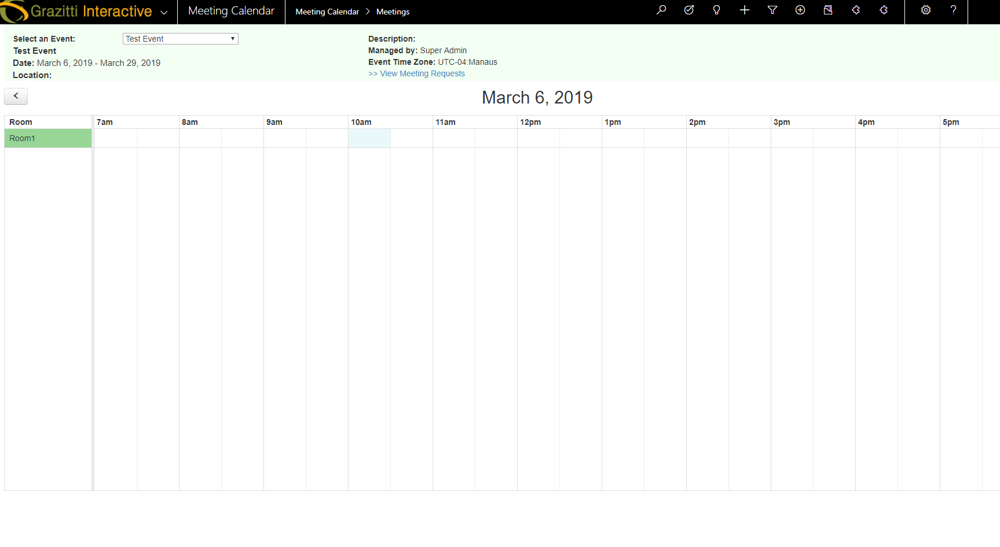 Grazitti Interactive
Meeting Calendar
Meeting Calendar > Meetings
?
Select an Event: Test Event
Test Event
Date: March 6, 2019 - March 29, 2019
Location:
Description:
Managed by: Super Admin
Event Time Zone: UTC-04:Manaus
>> View Meeting Requests
March 6, 2019
Room 7am 8am 9am 10am 11am 12pm 1pm 2pm 3pm 4pm 5pm
Room1